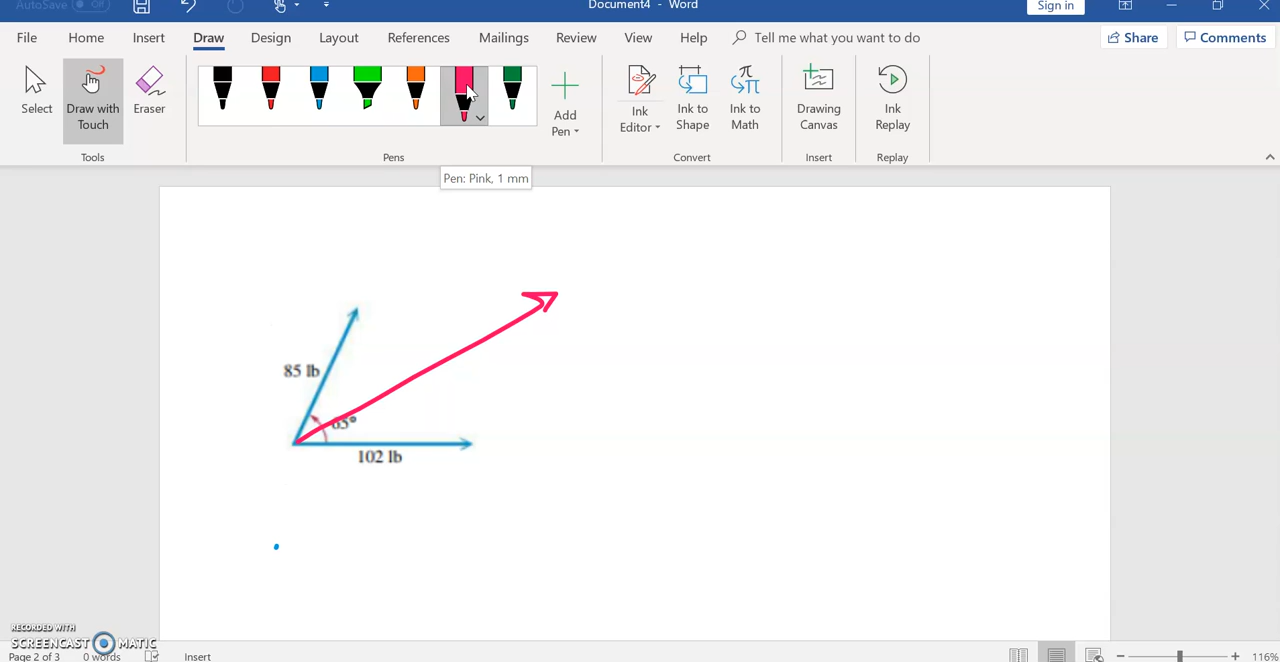 AutoSave Off Document4 - Word Sign in
File Home Insert Draw Design Layout References Mailings Review View Help Tell me what you want to do Share Comments
Select
Draw with
Touch
Eraser
Add
Pen
Ink
Editor
Ink to
Shape
Ink to
Math
Drawing
Canvas
Ink
Replay
Tools Pens Convert Insert Replay
Pen: Pink, 1 mm
85 lb
65°
102 lb
RECORDED WITH
SCREENCAST MATIC
Page 2 of 3 0 words Insert 116%